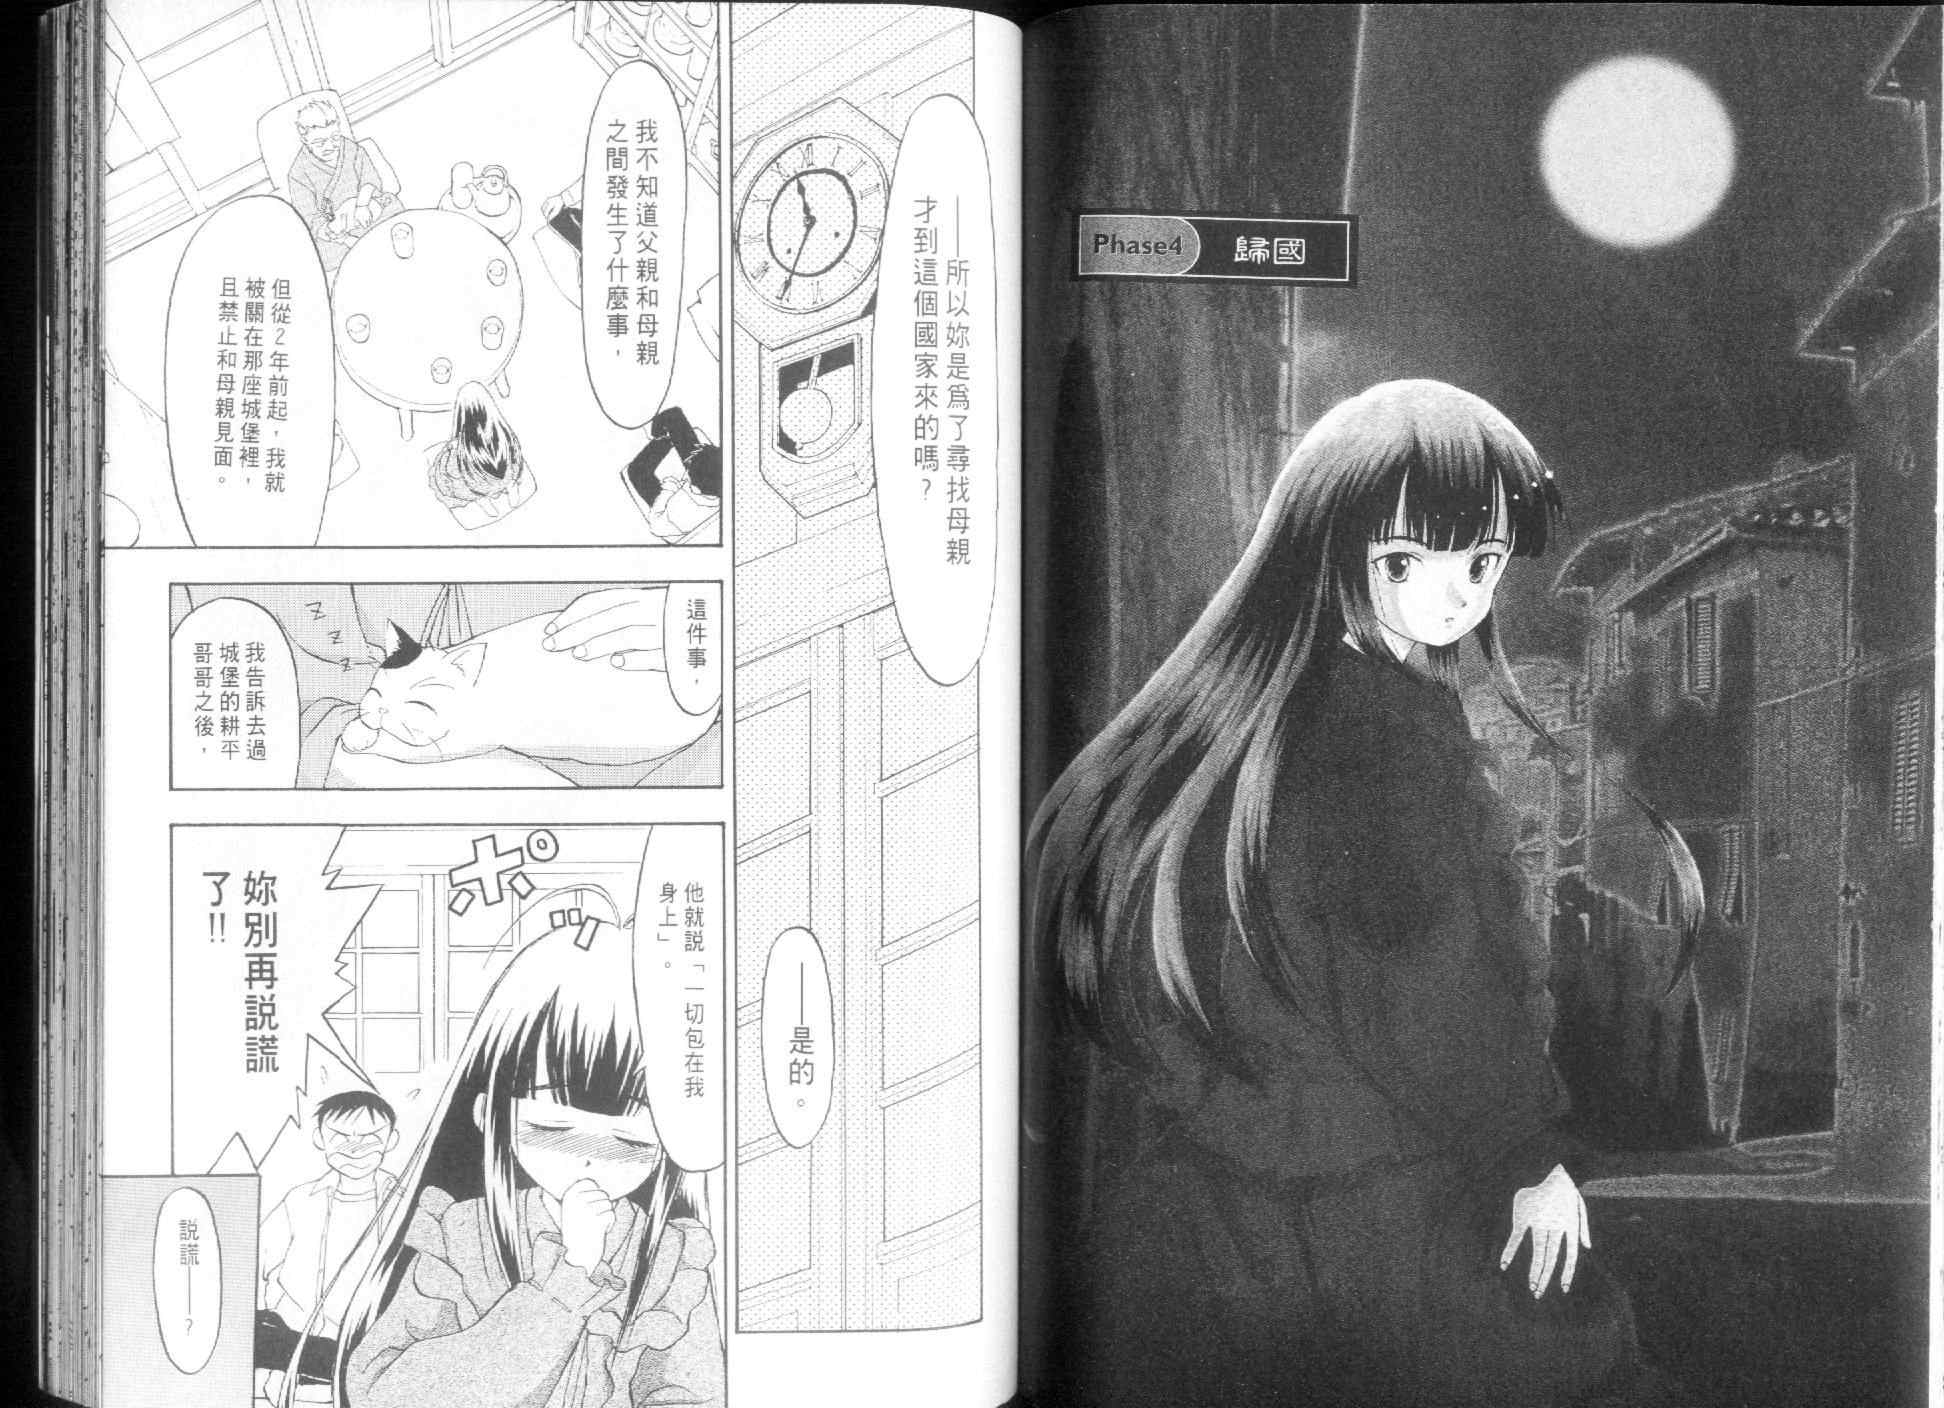 Phase4
歸國
——所以妳是為了尋找母親
才到這個國家來的嗎？
——是的。
我不知道父親和母親
之間發生了什麼事，
但從2年前起，我就
被關在那座城堡裡，
且禁止和母親見面。
這件事，
我告訴去過
城堡的耕平
哥哥之後，
z
z
z
他就説「一切包在我
身上」。
ポッ
妳別再説謊
了!!
説謊——？